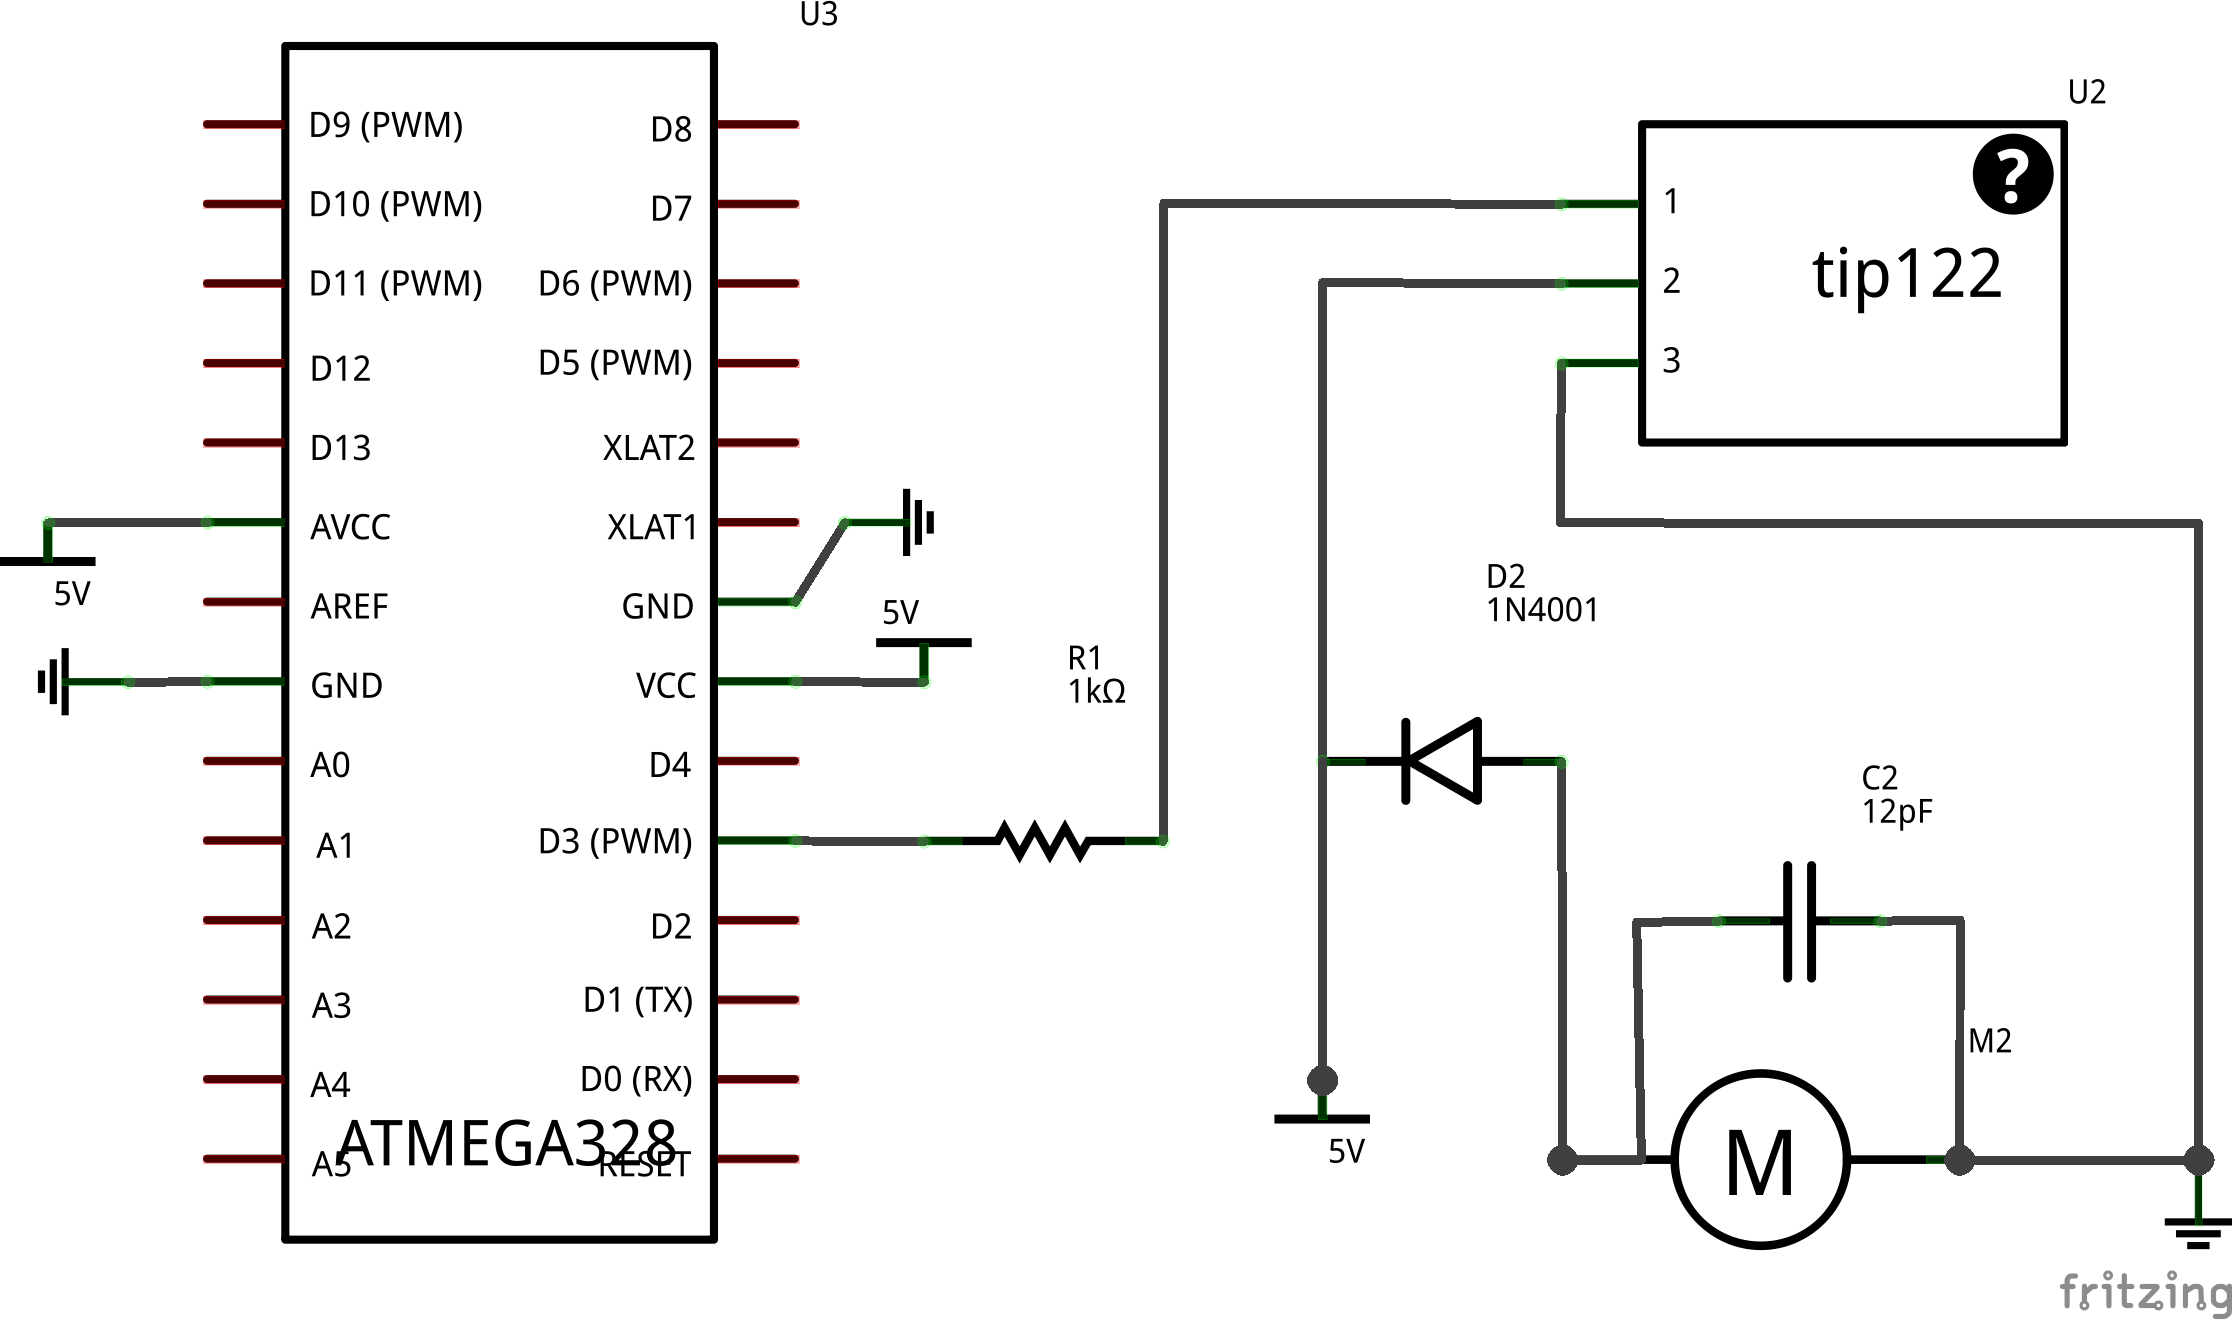 U3
D9 (PWM)
D10 (PWM)
D11 (PWM)
D12
D13
AVCC
AREF
GND
A0
A1
A2
A3
A4
A5
D8
D7
D6 (PWM)
D5 (PWM)
XLAT2
XLAT1
GND
VCC
D4
D3 (PWM)
D2
D1 (TX)
D0 (RX)
RESET
ATMEGA328
5V
5V
R1
1kΩ
U2
1
2
3
?
tip122
D2
1N4001
C2
12pF
M2
M
5V
fritzing